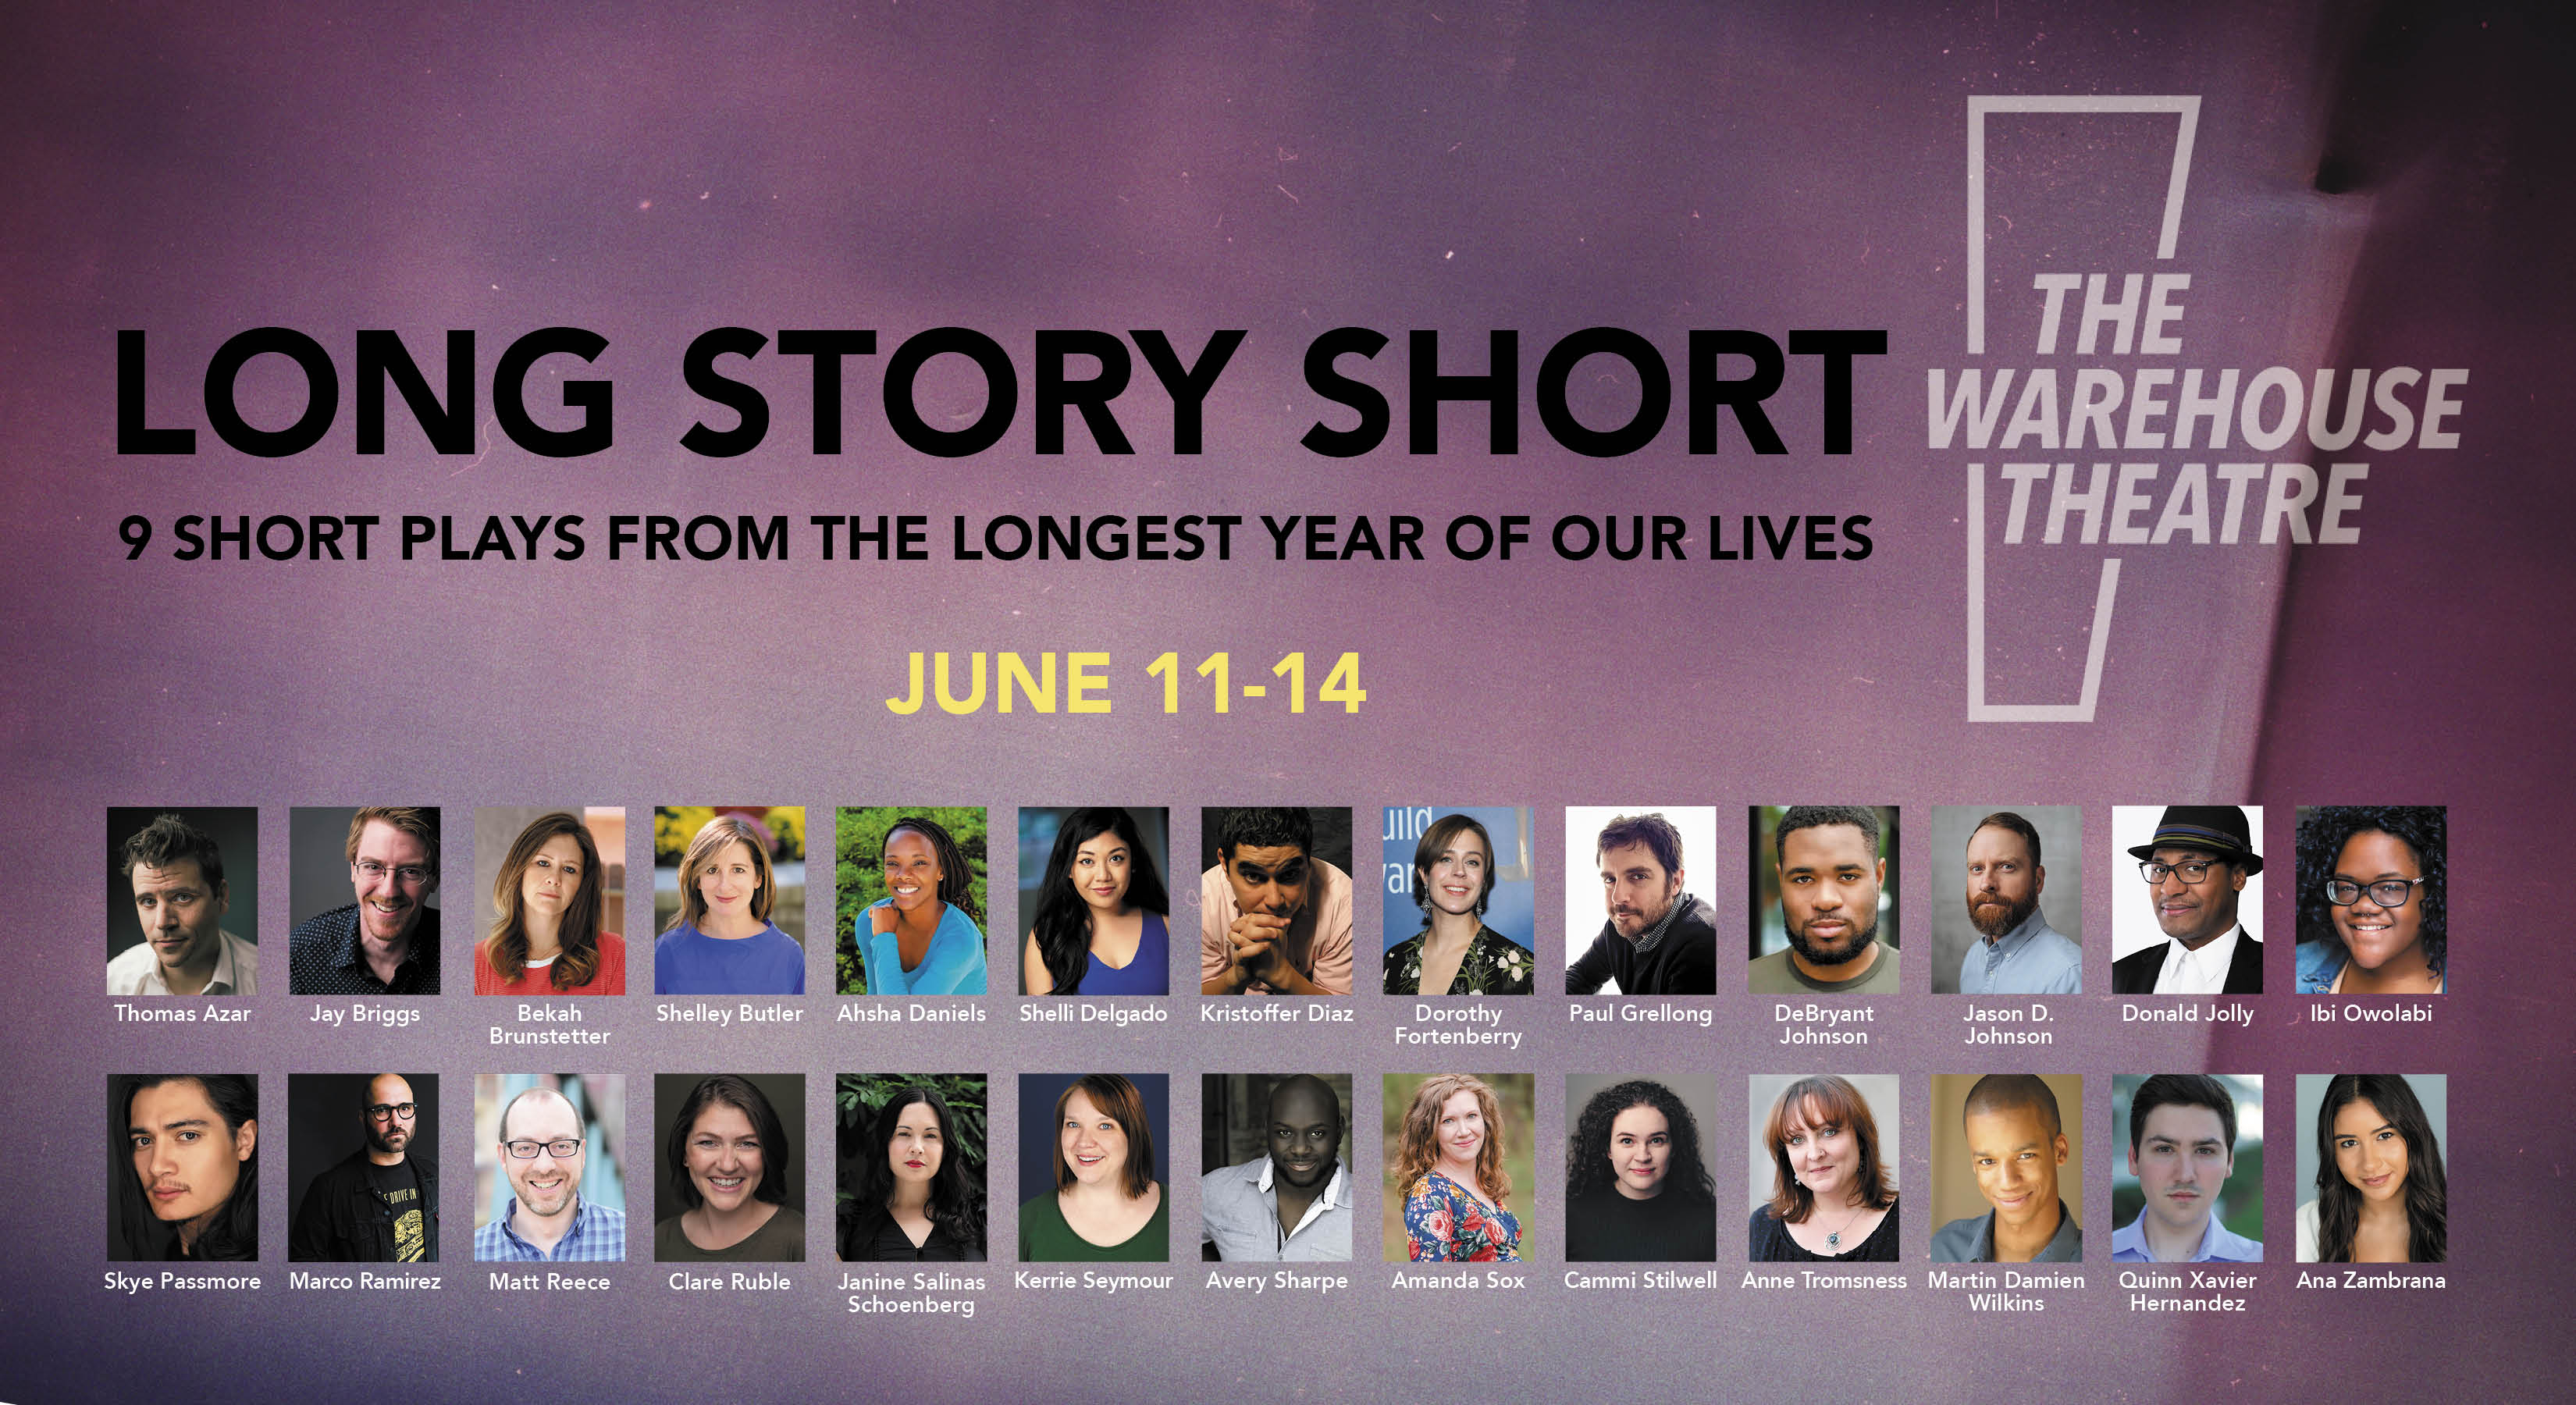 LONG STORY SHORT
9 SHORT PLAYS FROM THE LONGEST YEAR OF OUR LIVES
JUNE 11-14
THE
WAREHOUSE
THEATRE
Thomas Azar
Jay Briggs
Bekah
Brunstetter
Shelley Butler
Ahsha Daniels
Shelli Delgado
Kristoffer Diaz
Dorothy
Fortenberry
Paul Grellong
DeBryant
Johnson
Jason D.
Johnson
Donald Jolly
Ibi Owolabi
Skye Passmore
Marco Ramirez
Matt Reece
Clare Ruble
Janine Salinas
Schoenberg
Kerrie Seymour
Avery Sharpe
Amanda Sox
Cammi Stilwell
Anne Tromsness
Martin Damien
Wilkins
Quinn Xavier
Hernandez
Ana Zambrana
DRIVE IN